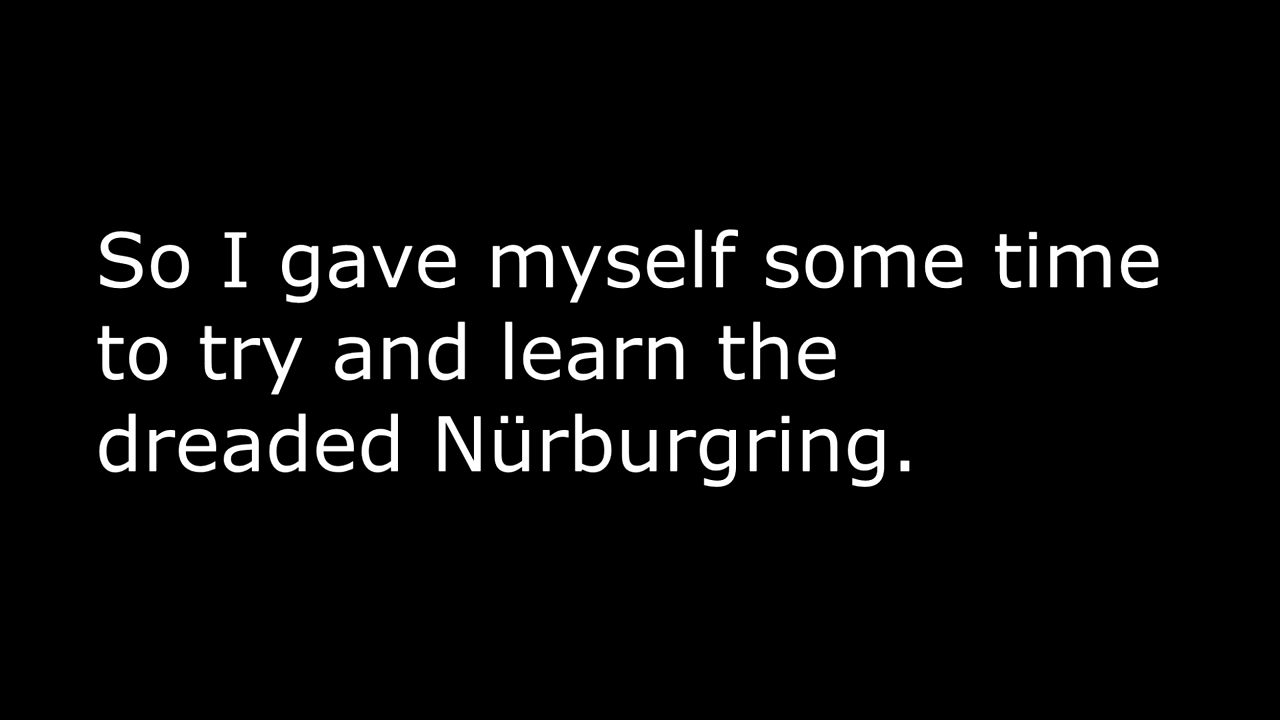 So I gave myself some time
to try and learn the
dreaded Nürburgring.